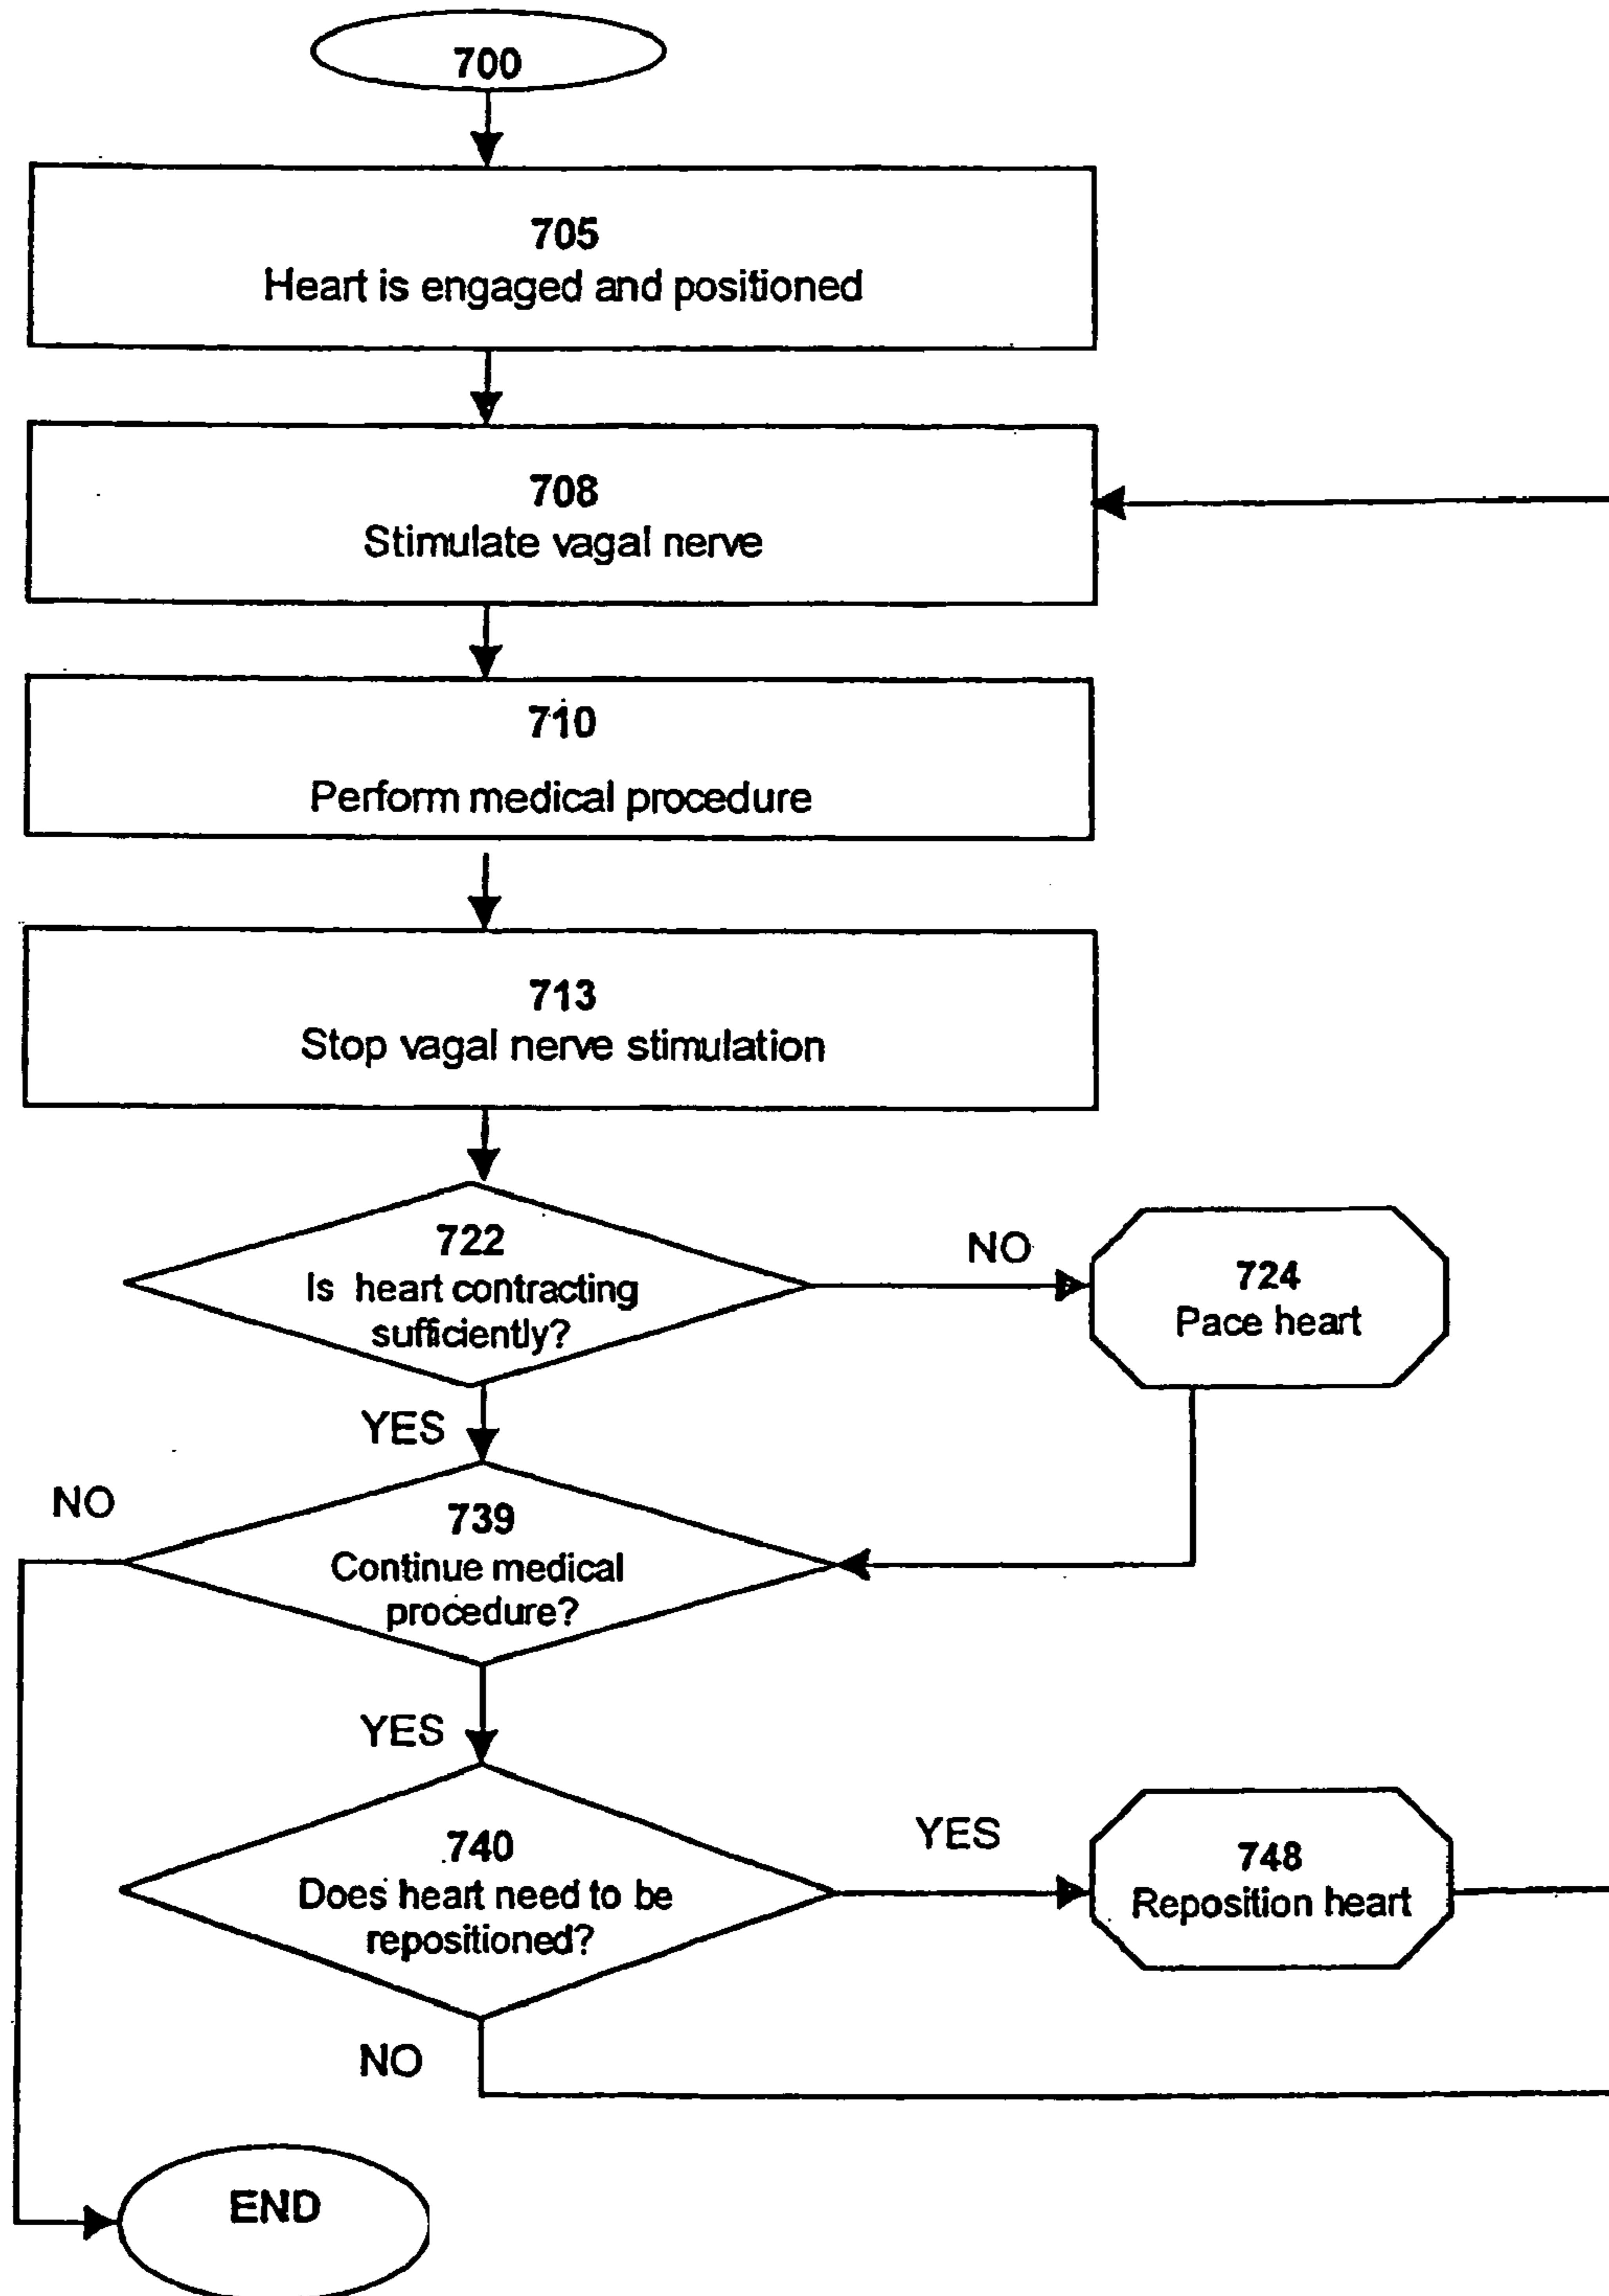 700
705
Heart is engaged and positioned
708
Stimulate vagal nerve
710
Perform medical procedure
713
Stop vagal nerve stimulation
722
Is heart contracting
sufficiently?
NO
724
Pace heart
YES
NO
739
Continue medical
procedure?
YES
740
Does heart need to be
repositioned?
YES
748
Reposition heart
NO
END